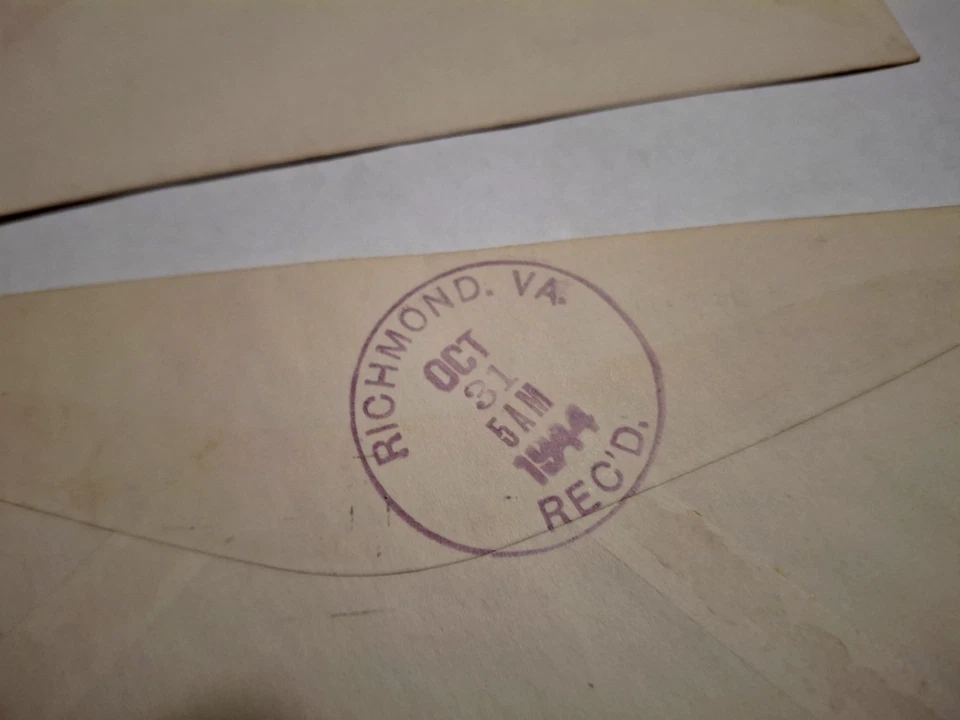 RICHMOND. VA.
OCT
31
5 AM
1944
REC'D.